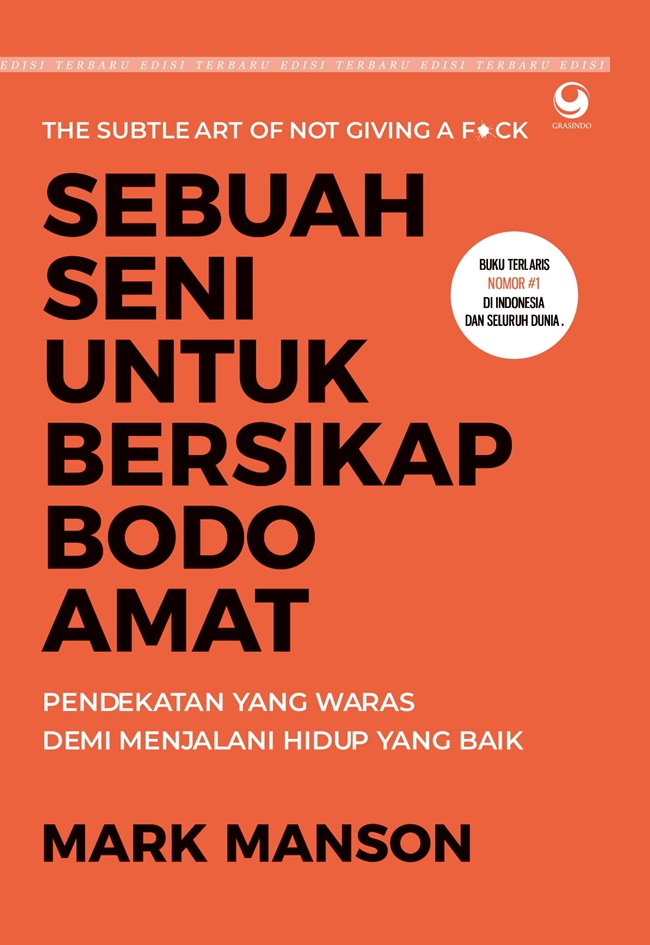 EDISI TERBARU EDISI TERBARU EDISI TERBARU EDISI TERBARU EDISI
GRASINDO
THE SUBTLE ART OF NOT GIVING A F*CK
SEBUAH
SENI
UNTUK
BERSIKAP
BODO
AMAT
BUKU TERLARIS
NOMOR #1
DI INDONESIA
DAN SELURUH DUNIA.
PENDEKATAN YANG WARAS
DEMI MENJALANI HIDUP YANG BAIK
MARK MANSON